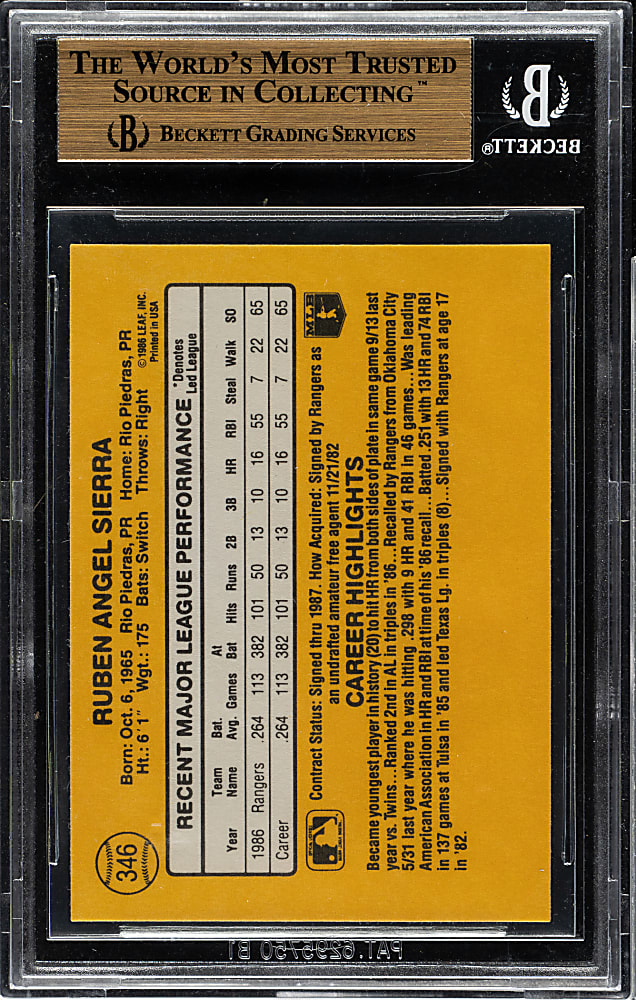 THE WORLD'S MOST TRUSTED
SOURCE IN COLLECTING™
B BECKETT GRADING SERVICES
B
BECKETT®
346
RUBEN ANGEL SIERRA
Born: Oct. 6, 1965 Rio Piedras, PR Home: Rio Piedras, PR
Ht.: 6'1" Wgt.: 175 Bats: Switch Throws: Right
©1986 LEAF, INC.
Printed in USA
RECENT MAJOR LEAGUE PERFORMANCE
*Denotes
Led League
Year Team Name Bat. Avg. Games At Bat Hits Runs 2B 3B HR RBI Steal Walk SO
1986 Rangers .264 113 382 101 50 13 10 16 55 7 22 65
Career .264 113 382 101 50 13 10 16 55 7 22 65
MLB
Contract Status: Signed thru 1987. How Acquired: Signed by Rangers as
an undrafted amateur free agent 11/21/82
CAREER HIGHLIGHTS
Became youngest player in history (20) to hit HR from both sides of plate in same game 9/13 last
year vs. Twins...Ranked 2nd in AL in triples in '86...Recalled by Rangers from Oklahoma City
5/31 last year where he was hitting .298 with 9 HR and 41 RBI in 46 games...Was leading
American Association in HR and RBI at time of his '86 recall...Batted .251 with 13 HR and 74 RBI
in 137 games at Tulsa in '85 and led Texas Lg. in triples (8)...Signed with Rangers at age 17
in '82.
PAT. 6295750 B1